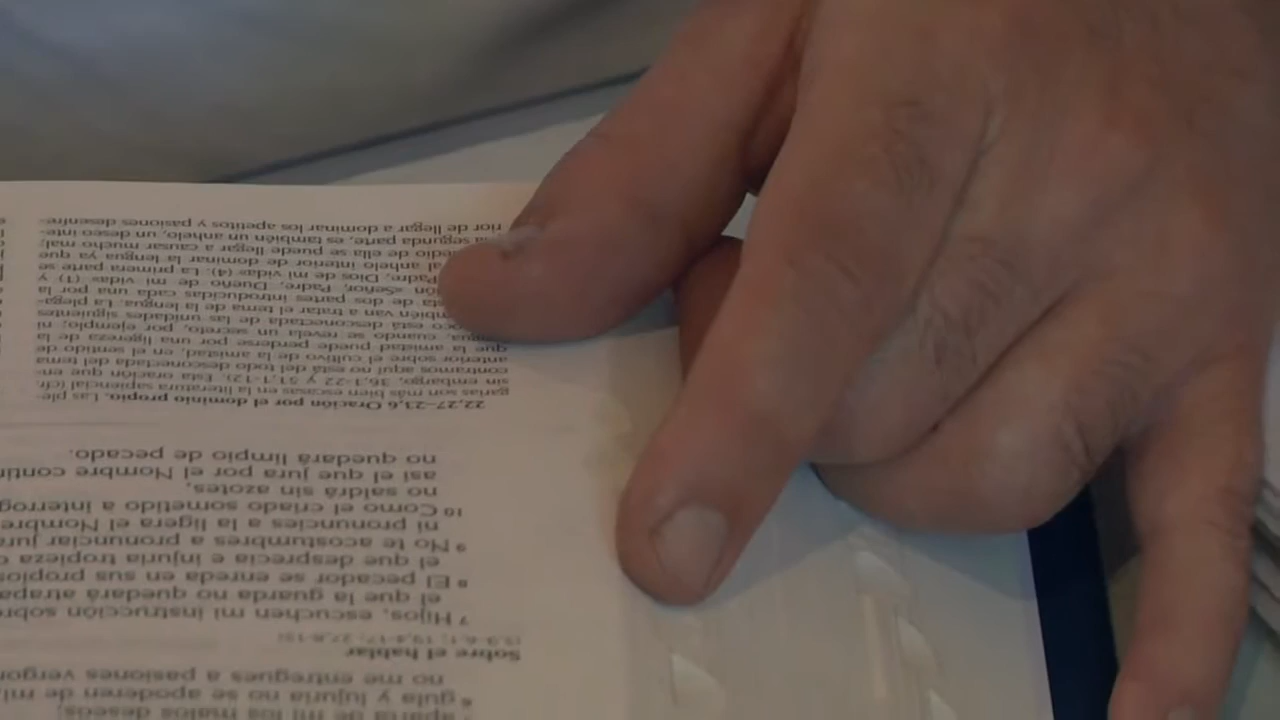 aparta de mí los malos deseos;
6 gula y lujuria no se apoderen de mí,
no me entregues a pasiones
Sobre el hablar
7 Hijos, escuchen mi instrucción
el que la guarda no quedará
8 El pecador se enreda en sus propios
el que desprecia e injuria tropieza
9 No te acostumbres a pronunciar
ni pronuncies a la ligera el Nombre
10 Como el criado sometido a
no saldrá sin azotes,
así el que jura por el Nombre
no quedará limpio de pecado.
22,27–23,6 Oración por el dominio propio. Las ple-
garias son más bien escasas en la literatura sapiencial (cfr.
sin embargo, 36,1-22 y 51,1-12). Esta oración que en-
contramos aquí no está del todo desconectada del tema
anterior sobre el cultivo de la amistad, en el sentido de
que la amistad puede perderse por una ligereza de la
cuando se revela un secreto, por ejemplo; ni
está desconectada de las unidades siguientes
van a tratar el tema de la lengua. La plega-
de dos partes introducidas cada una por la
«Señor, Padre, Dueño de mi vida» (1) y
Padre, Dios de mi vida» (4). La primera parte se
al anhelo interior de dominar la lengua ya que
de ella se puede llegar a causar mucho mal;
segunda parte, es también un anhelo, un deseo inte-
rior de llegar a dominar los apetitos y pasiones desenfre-